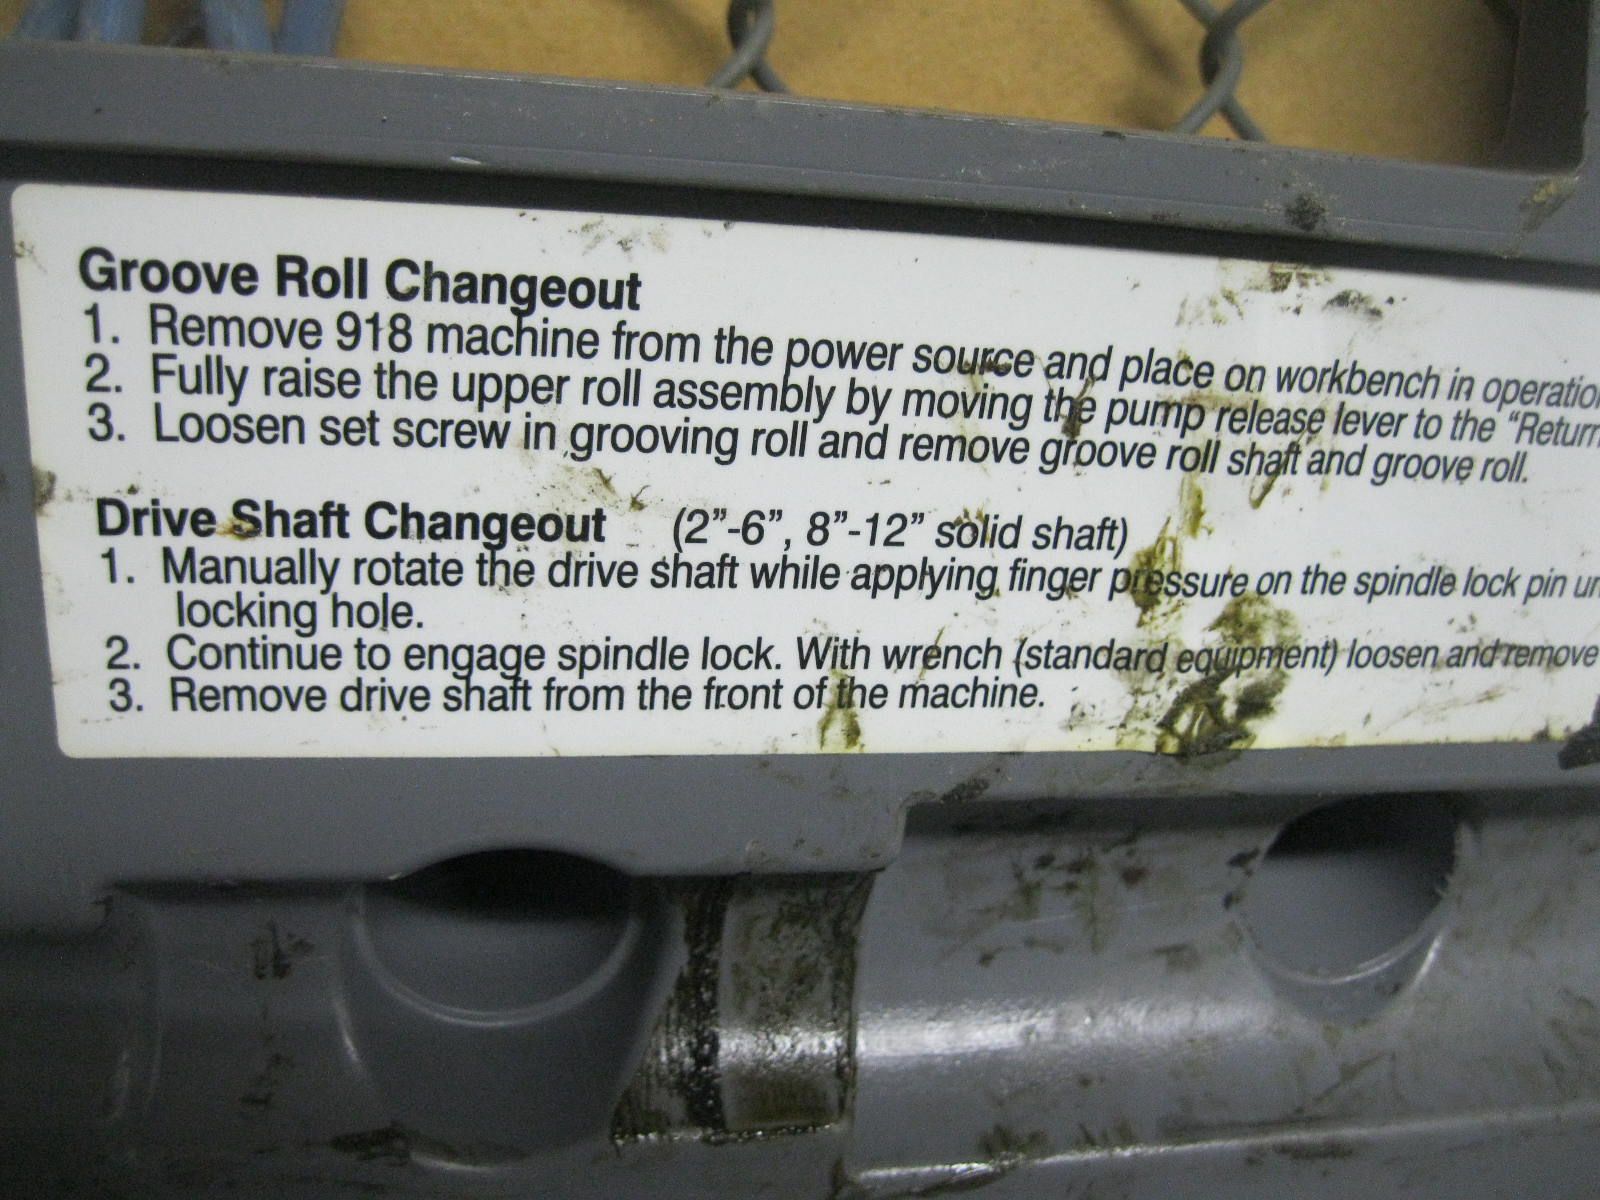 Groove Roll Changeout
1. Remove 918 machine from the power source and place on workbench in operatio
2. Fully raise the upper roll assembly by moving the pump release lever to the "Return
3. Loosen set screw in grooving roll and remove groove roll shaft and groove roll.
Drive Shaft Changeout (2"-6", 8"-12" solid shaft)
1. Manually rotate the drive shaft while applying finger pressure on the spindle lock pin un
locking hole.
2. Continue to engage spindle lock. With wrench (standard equipment) loosen and remove
3. Remove drive shaft from the front of the machine.